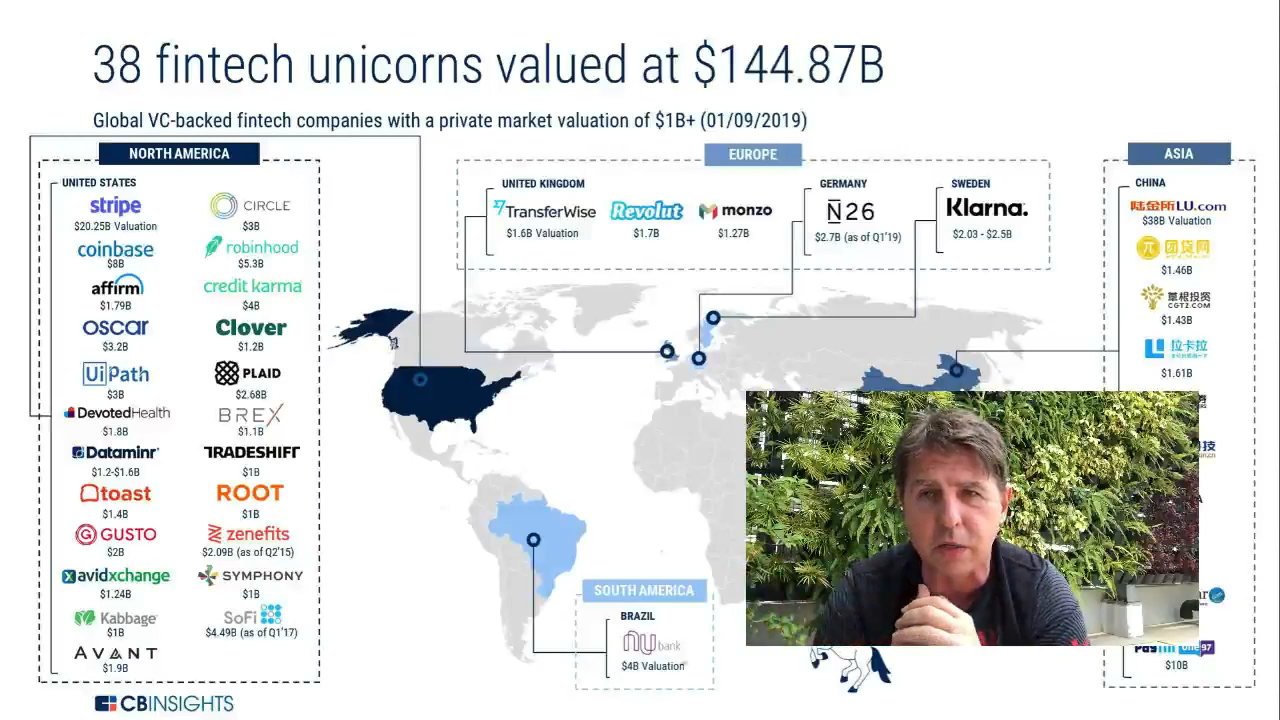 38 fintech unicorns valued at $144.87B
Global VC-backed fintech companies with a private market valuation of $1B+ (01/09/2019)
NORTH AMERICA
UNITED STATES
stripe
$20.25B Valuation
CIRCLE
$3B
coinbase
$8B
robinhood
$5.3B
affirm
$1.79B
credit karma
$4B
oscar
$3.2B
Clover
$1.2B
UiPath
$3B
PLAID
$2.68B
DevotedHealth
$1.8B
BREX
$1.1B
Dataminr
$1.2-$1.6B
TRADESHIFT
$1B
toast
$1.4B
ROOT
$1B
GUSTO
$2B
zenefits
$2.09B (as of Q2'15)
avidxchange
$1.24B
SYMPHONY
$1B
Kabbage
$1B
SoFi
$4.49B (as of Q1'17)
AVANT
$1.9B
EUROPE
UNITED KINGDOM
TransferWise
$1.6B Valuation
Revolut
$1.7B
monzo
$1.27B
GERMANY
N26
$2.7B (as of Q1'19)
SWEDEN
Klarna.
$2.03 - $2.5B
SOUTH AMERICA
BRAZIL
nubank
$4B Valuation
ASIA
CHINA
陆金所LU.com
$38B Valuation
团贷网
$1.46B
草根投资
CGTZ.COM
$1.43B
拉卡拉
$1.61B
技
Paytm one97
$10B
CBINSIGHTS